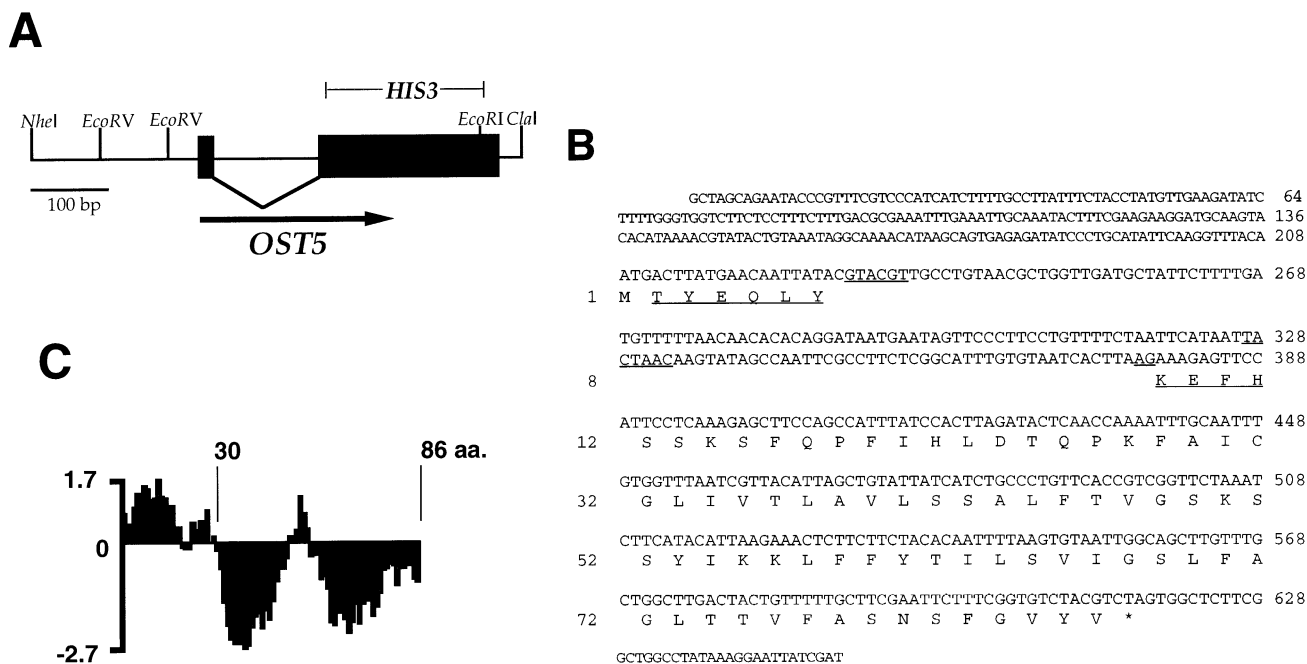 A
HIS3
NheI EcoRV EcoRV EcoRI ClaI
100 bp
OST5
B
GCTAGCAGAATACCCGTTTCGTCCCATCATCTTTTTGCCTTATTTCTACCTATGTTGAAGATATC 64
TTTTGGGTGGTCTTCTCCTTTCTTTGACGCGAAATTTGAAATTGCAAATACTTTCGAAGAAGGATGCAAGTA 136
CACATAAAACGTATACTGTAAATAGGCAAAACATAAGCAGTGAGAGATATCCCTGCATATTCAAGGTTTACA 208
ATGACTTATGAACAATTATACGTACGTTGCCTGTAACGCTGGTTGATGCTATTCTTTTGA 268
1 M T Y E Q L Y
TGTTTTTAACAACACACAGGATAATGAATAGTTCCCTTCCTGTTTTCTAATTCATAATTA 328
CTAACAAGTATAGCCAATTCGCCTTCTCGGCATTTGTGTAATCACTTAAGAAAGAGTTCC 388
8 K E F H
ATTCCTCAAAGAGCTTCCAGCCATTTATCCACTTAGATACTCAACCAAAATTTGCAATTT 448
12 S S K S F Q P F I H L D T Q P K F A I C
GTGGTTTAATCGTTACATTAGCTGTATTATCATCTGCCCTGTTCACCGTCGGTTCTAAAT 508
32 G L I V T L A V L S S A L F T V G S K S
CTTCATACATTAAGAAACTCTTCTTCTACACAATTTTAAGTGTAATTGGCAGCTTGTTTG 568
52 S Y I K K L F F Y T I L S V I G S L F A
CTGGCTTGACTACTGTTTTTGCTTCGAATTCTTTCGGTGTCTACGTCTAGTGGCTCTTCG 628
72 G L T T V F A S N S F G V Y V *
GCTGGCCTATAAAGGAATTATCGAT
C
30 86 aa.
1.7
0
-2.7